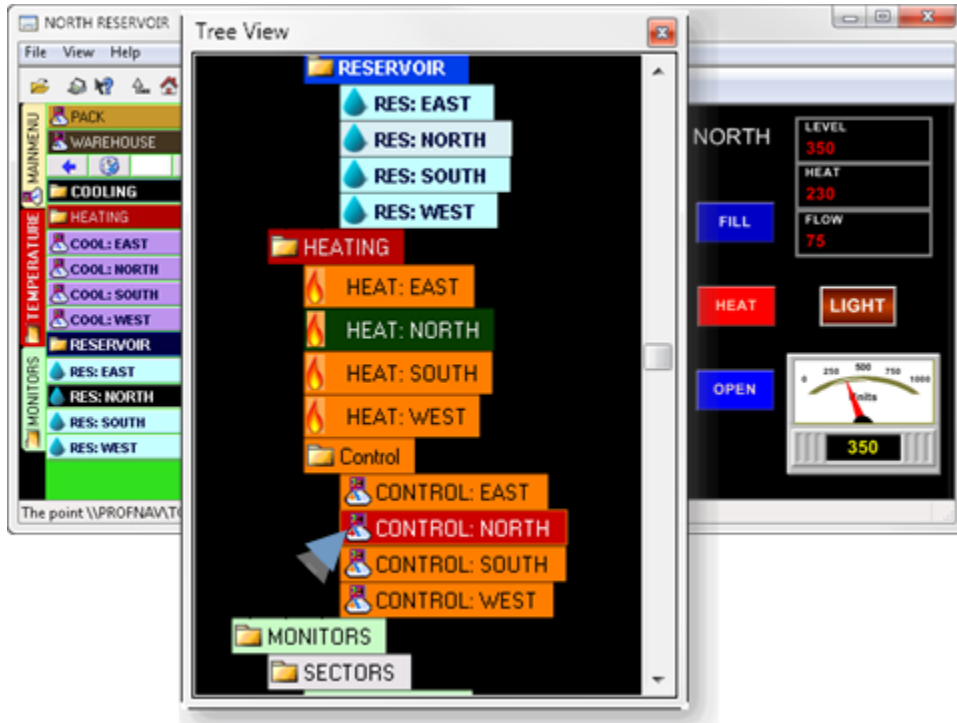 NORTH RESERVOIR
File View Help
MAINMENU
TEMPERATURE
MONITORS
PACK
WAREHOUSE
COOLING
HEATING
COOL: EAST
COOL: NORTH
COOL: SOUTH
COOL: WEST
RESERVOIR
RES: EAST
RES: NORTH
RES: SOUTH
RES: WEST
The point \\PROFNAV\TO
Tree View
RESERVOIR
RES: EAST
RES: NORTH
RES: SOUTH
RES: WEST
HEATING
HEAT: EAST
HEAT: NORTH
HEAT: SOUTH
HEAT: WEST
Control
CONTROL: EAST
CONTROL: NORTH
CONTROL: SOUTH
CONTROL: WEST
MONITORS
SECTORS
NORTH
LEVEL
350
HEAT
230
FLOW
75
FILL
HEAT
LIGHT
OPEN
0 250 500 750 1000
350